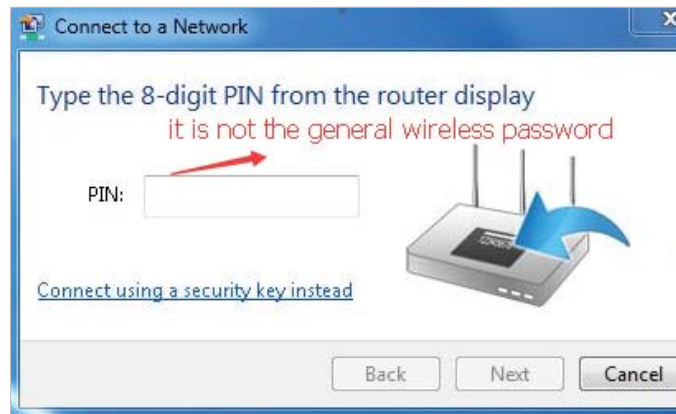 Connect to a Network
Type the 8-digit PIN from the router display
it is not the general wireless password
PIN:
Connect using a security key instead
Back Next Cancel